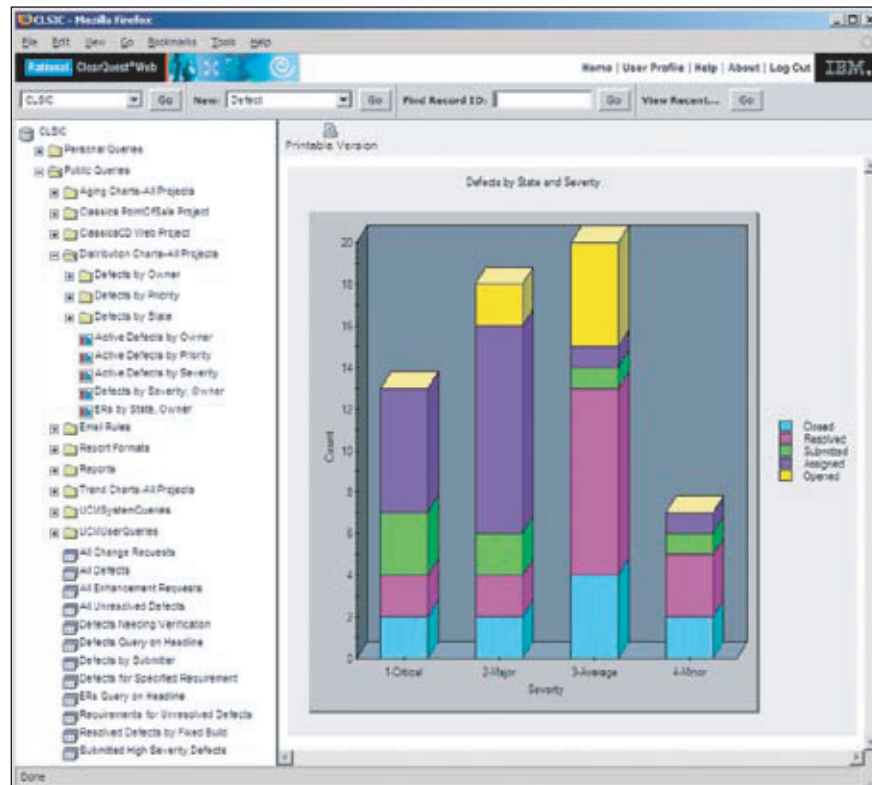 CLSIC - Mozilla Firefox
File Edit View Go Bookmarks Tools Help
Rational. ClearQuest Web
Home | User Profile | Help | About | Log Out
IBM.
CLSIC Go New: Defect Go Find Record ID: Go View Recent... Go
CLSIC
Personal Queries
Public Queries
Aging Charts-All Projects
Classics PointOfSale Project
ClassicsCD Web Project
Distribution Charts-All Projects
Defects by Owner
Defects by Priority
Defects by State
Active Defects by Owner
Active Defects by Priority
Active Defects by Severity
Defects by Severity, Owner
ERs by State, Owner
Email Rules
Report Formats
Reports
Trend Charts-All Projects
UCMSystemQueries
UCMUserQueries
All Change Requests
All Defects
All Enhancement Requests
All Unresolved Defects
Defects Needing Verification
Defects Query on Headline
Defects by Submitter
Defects for Specified Requirement
ERs Query on Headline
Requirements for Unresolved Defects
Resolved Defects by Fixed Build
Submitted High Severity Defects
Printable Version
Defects by State and Severity
20
18
16
14
12
10
8
6
4
2
0
Count
1-Critical 2-Major 3-Average 4-Minor
Severity
Closed
Resolved
Submitted
Assigned
Opened
Done